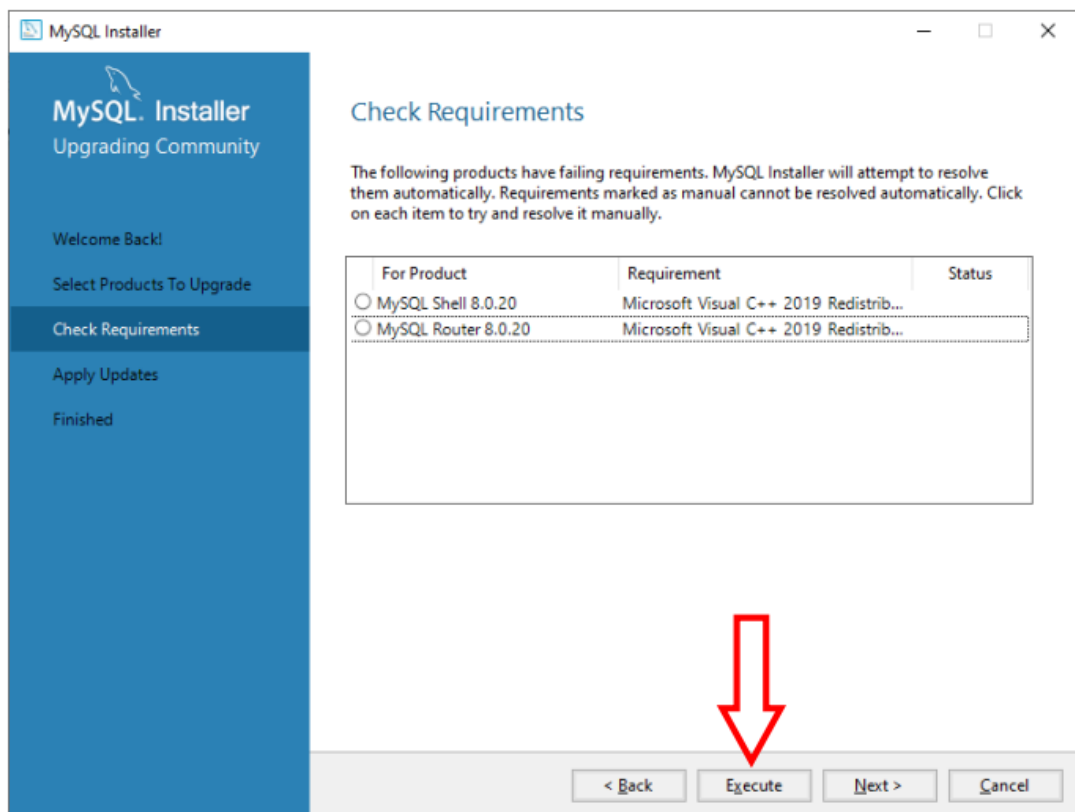 MySQL Installer
MySQL. Installer
Upgrading Community
Welcome Back!
Select Products To Upgrade
Check Requirements
Apply Updates
Finished
Check Requirements
The following products have failing requirements. MySQL Installer will attempt to resolve
them automatically. Requirements marked as manual cannot be resolved automatically. Click
on each item to try and resolve it manually.
For Product Requirement Status
MySQL Shell 8.0.20 Microsoft Visual C++ 2019 Redistrib...
MySQL Router 8.0.20 Microsoft Visual C++ 2019 Redistrib...
< Back Execute Next > Cancel